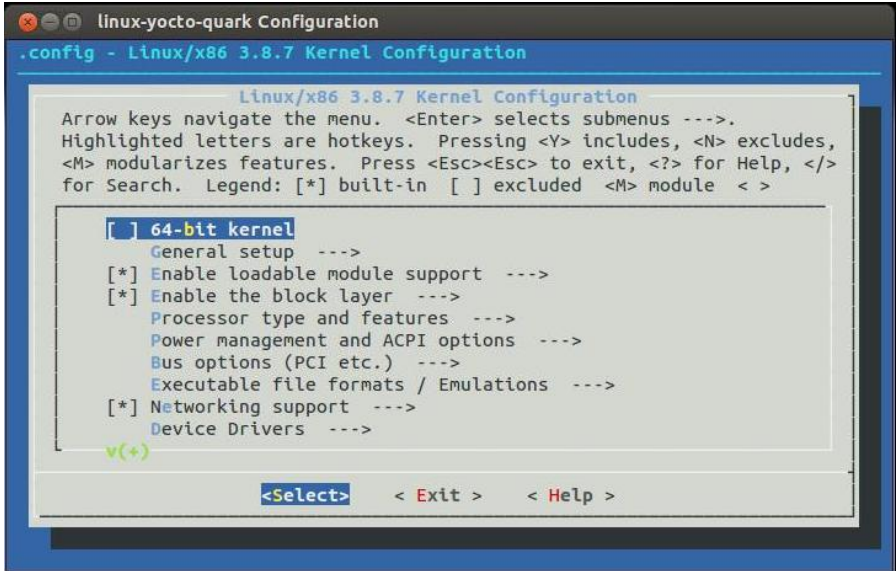 linux-yocto-quark Configuration
.config - Linux/x86 3.8.7 Kernel Configuration
Linux/x86 3.8.7 Kernel Configuration
Arrow keys navigate the menu.  <Enter> selects submenus --->.
Highlighted letters are hotkeys.  Pressing <Y> includes, <N> excludes,
<M> modularizes features.  Press <Esc><Esc> to exit, <?> for Help, </>
for Search.  Legend: [*] built-in  [ ] excluded  <M> module  < >
[ ] 64-bit kernel
General setup  --->
[*] Enable loadable module support  --->
[*] Enable the block layer  --->
Processor type and features  --->
Power management and ACPI options  --->
Bus options (PCI etc.)  --->
Executable file formats / Emulations  --->
[*] Networking support  --->
Device Drivers  --->
v(+)
<Select>    < Exit >    < Help >